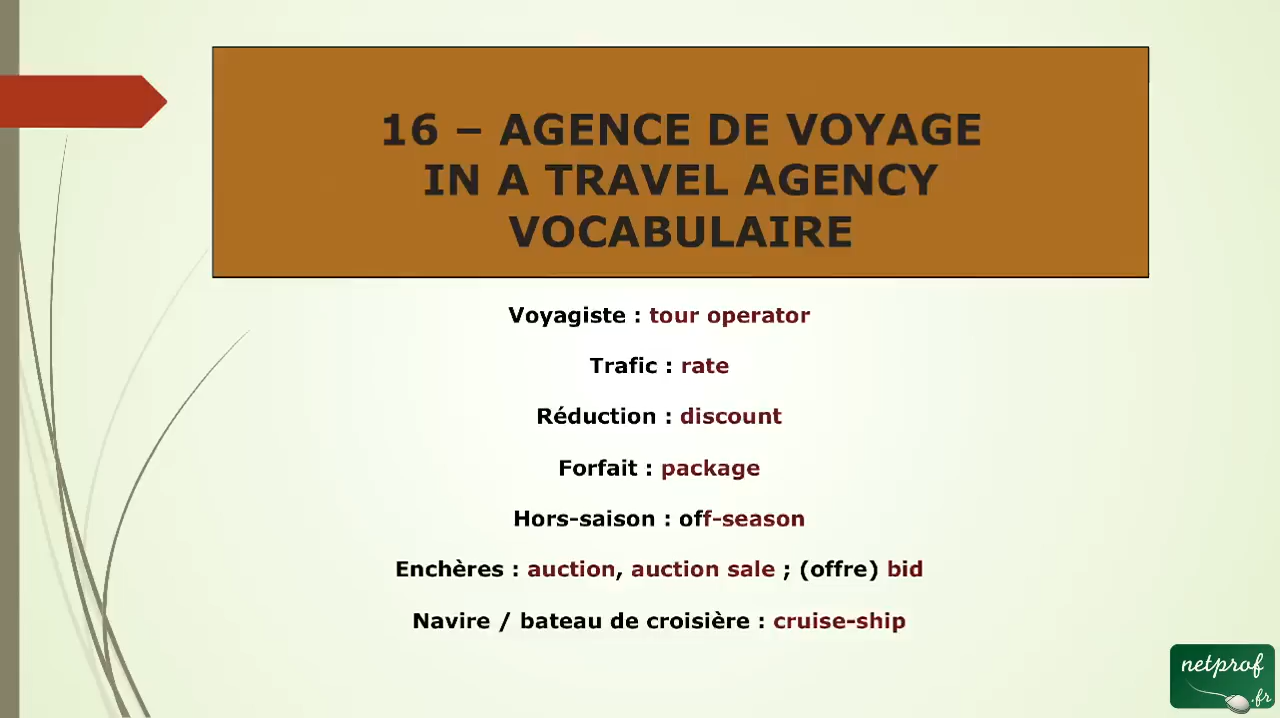 16 – AGENCE DE VOYAGE
IN A TRAVEL AGENCY
VOCABULAIRE
Voyagiste : tour operator
Trafic : rate
Réduction : discount
Forfait : package
Hors-saison : off-season
Enchères : auction, auction sale ; (offre) bid
Navire / bateau de croisière : cruise-ship
netprof
.fr